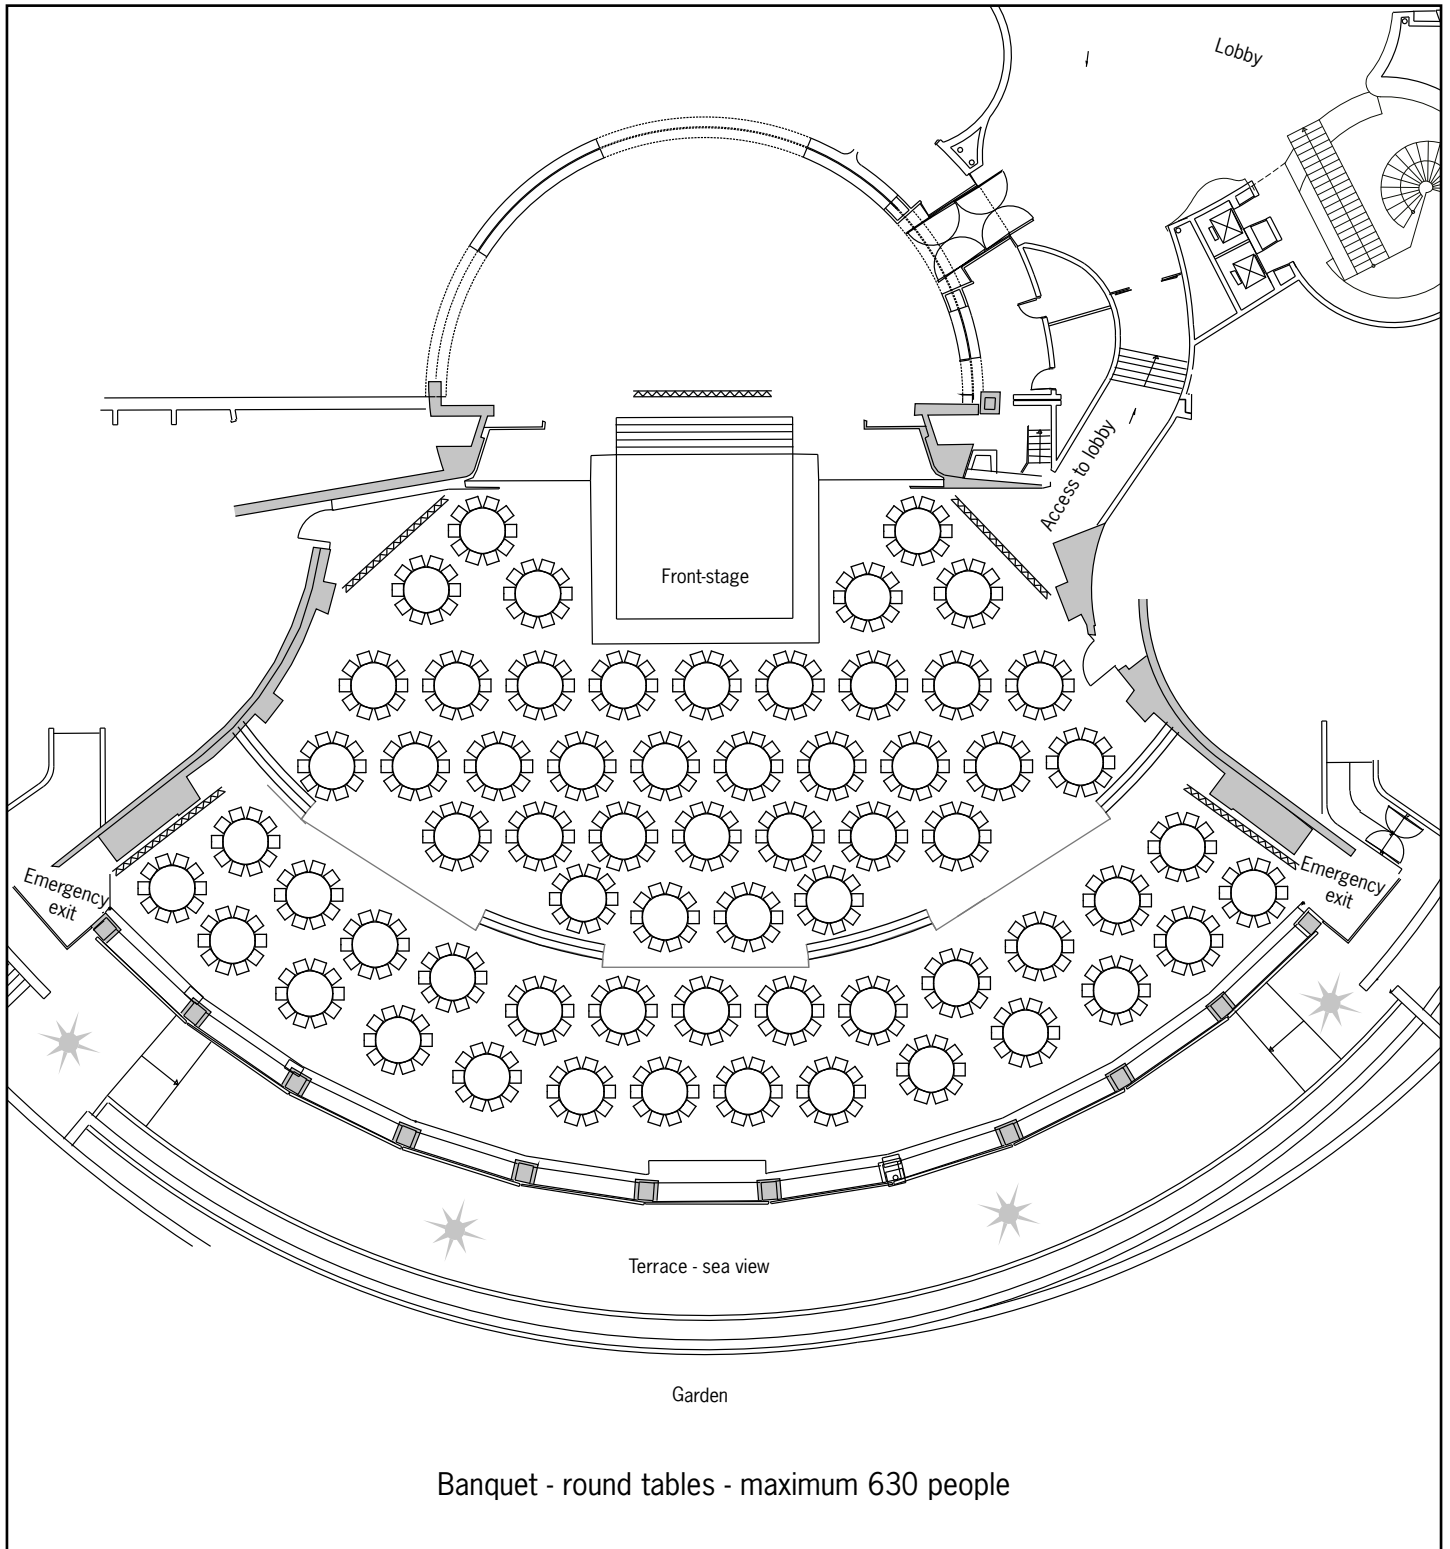 Lobby
Access to lobby
Front-stage
Emergency
exit
Emergency
exit
Terrace - sea view
Garden
Banquet - round tables - maximum 630 people